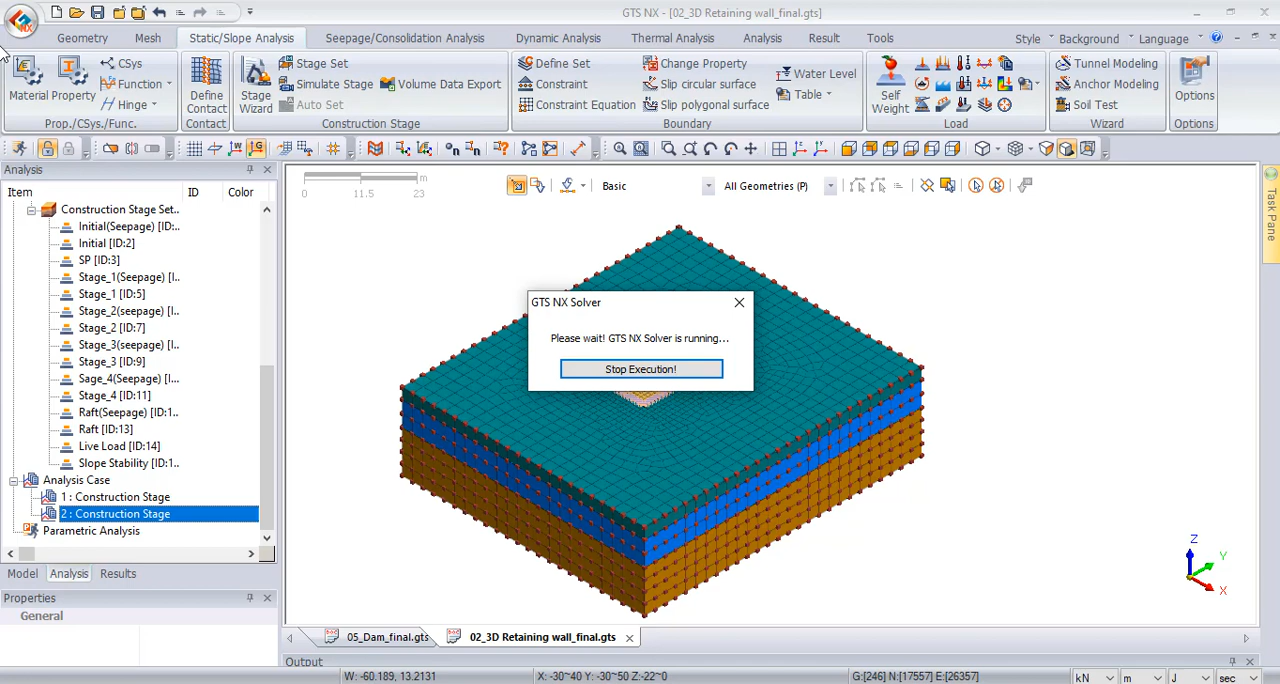 GTS NX - [02_3D Retaining wall_final.gts]
Geometry Mesh Static/Slope Analysis Seepage/Consolidation Analysis Dynamic Analysis Thermal Analysis Analysis Result Tools Style Background Language
Material Property CSys Function Hinge
Prop./CSys./Func.
Define Contact
Contact
Stage Wizard Stage Set Simulate Stage Auto Set Volume Data Export
Construction Stage
Define Set Constraint Constraint Equation Change Property Slip circular surface Slip polygonal surface Water Level Table
Boundary
Self Weight
Load
Tunnel Modeling Anchor Modeling Soil Test
Wizard
Options
Options
Analysis
Item ID Color
Construction Stage Set..
Initial(Seepage) [ID:..
Initial [ID:2]
SP [ID:3]
Stage_1(Seepage) [I..
Stage_1 [ID:5]
Stage_2(seepage) [I..
Stage_2 [ID:7]
Stage_3(seepage) [I..
Stage_3 [ID:9]
Sage_4(Seepage) [ID..
Stage_4 [ID:11]
Raft(Seepage) [ID:12]
Raft [ID:13]
Live Load [ID:14]
Slope Stability [ID:1..
Analysis Case
1 : Construction Stage
2 : Construction Stage
Parametric Analysis
Model Analysis Results
Properties
General
0 11.5 23 m
Basic All Geometries (P)
GTS NX Solver
Please wait! GTS NX Solver is running...
Stop Execution!
Z
Y
X
Task Pane
05_Dam_final.gts 02_3D Retaining wall_final.gts
Output
W: -60.189, 13.2131 X: -30~40 Y: -30~50 Z:-22~0 G:[246] N:[17557] E:[26357] kN m J sec